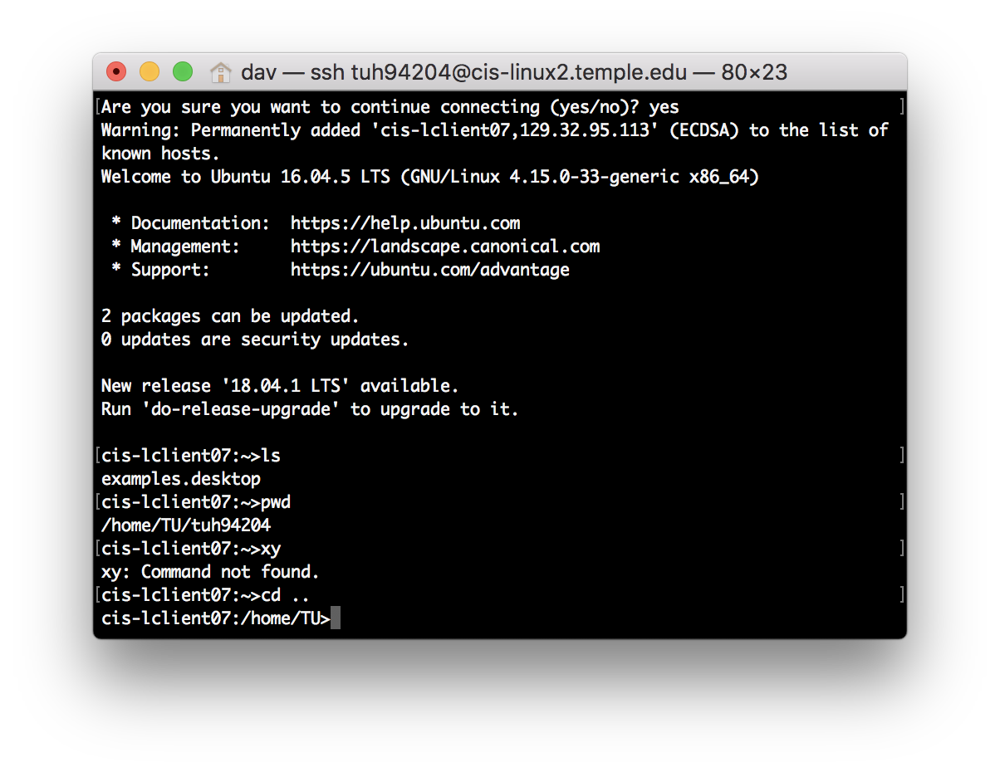 dav — ssh tuh94204@cis-linux2.temple.edu — 80×23
[Are you sure you want to continue connecting (yes/no)? yes ]
Warning: Permanently added 'cis-lclient07,129.32.95.113' (ECDSA) to the list of
known hosts.
Welcome to Ubuntu 16.04.5 LTS (GNU/Linux 4.15.0-33-generic x86_64)
* Documentation:  https://help.ubuntu.com
* Management:     https://landscape.canonical.com
* Support:        https://ubuntu.com/advantage
2 packages can be updated.
0 updates are security updates.
New release '18.04.1 LTS' available.
Run 'do-release-upgrade' to upgrade to it.
[cis-lclient07:~>ls ]
examples.desktop
[cis-lclient07:~>pwd ]
/home/TU/tuh94204
[cis-lclient07:~>xy ]
xy: Command not found.
[cis-lclient07:~>cd .. ]
cis-lclient07:/home/TU>